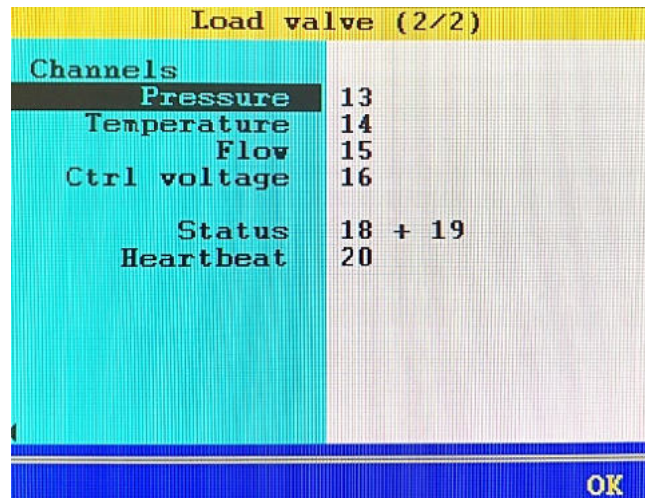 Load valve (2/2)
Channels
Pressure 13
Temperature 14
Flow 15
Ctrl voltage 16
Status 18 + 19
Heartbeat 20
OK